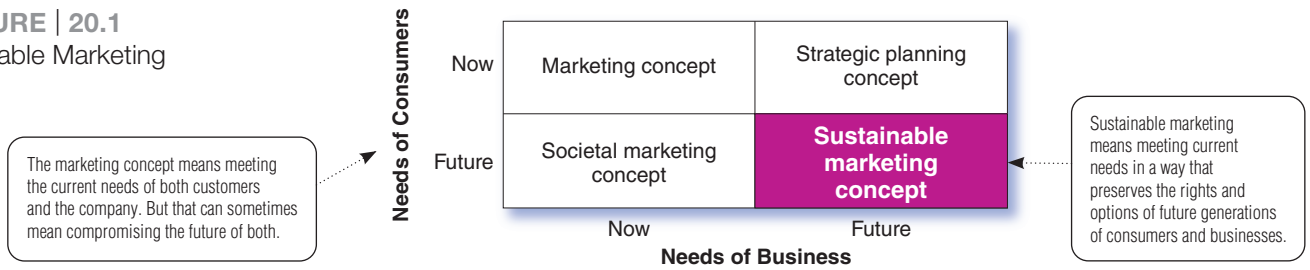 URE | 20.1
able Marketing
Needs of Consumers
Now
Marketing concept
Strategic planning
concept
Future
Societal marketing
concept
Sustainable
marketing
concept
Now
Future
Needs of Business
The marketing concept means meeting
the current needs of both customers
and the company. But that can sometimes
mean compromising the future of both.
Sustainable marketing
means meeting current
needs in a way that
preserves the rights and
options of future generations
of consumers and businesses.